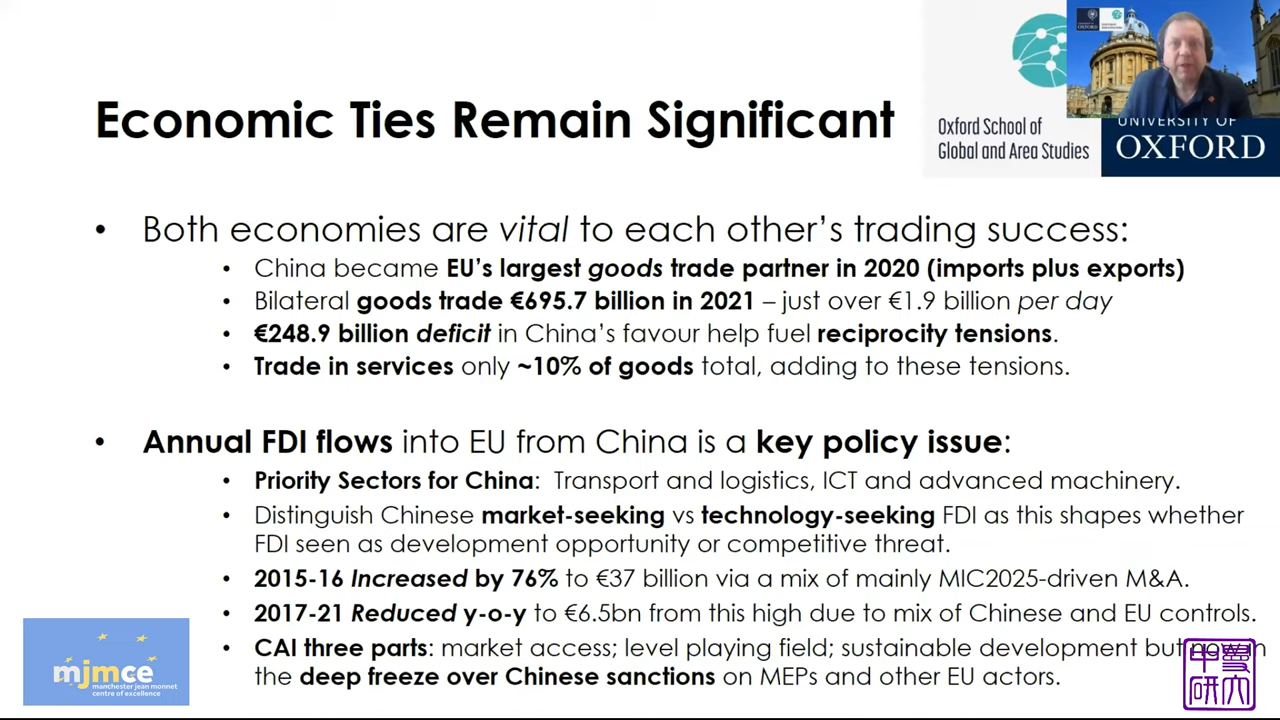 UNIVERSITY OF
OXFORD
Economic Ties Remain Significant
Oxford School of
Global and Area Studies
UNIVERSITY OF
OXFORD
• Both economies are vital to each other's trading success:
• China became EU's largest goods trade partner in 2020 (imports plus exports)
• Bilateral goods trade €695.7 billion in 2021 – just over €1.9 billion per day
• €248.9 billion deficit in China's favour help fuel reciprocity tensions.
• Trade in services only ~10% of goods total, adding to these tensions.
• Annual FDI flows into EU from China is a key policy issue:
• Priority Sectors for China: Transport and logistics, ICT and advanced machinery.
• Distinguish Chinese market-seeking vs technology-seeking FDI as this shapes whether
FDI seen as development opportunity or competitive threat.
• 2015-16 Increased by 76% to €37 billion via a mix of mainly MIC2025-driven M&A.
• 2017-21 Reduced y-o-y to €6.5bn from this high due to mix of Chinese and EU controls.
• CAI three parts: market access; level playing field; sustainable development but now in
the deep freeze over Chinese sanctions on MEPs and other EU actors.
mjmce
manchester jean monnet
centre of excellence